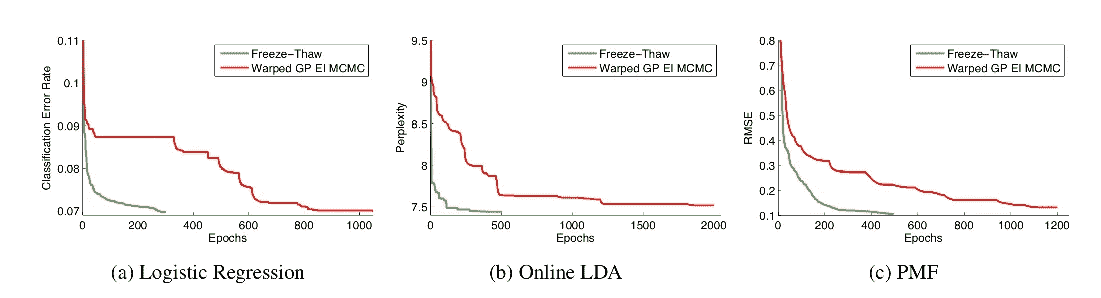 0.11
0.1
0.09
0.08
0.07
Classification Error Rate
Freeze-Thaw
Warped GP EI MCMC
0
200
400
600
800
1000
Epochs
(a) Logistic Regression
9.5
9
8.5
8
7.5
Perplexity
Freeze-Thaw
Warped GP EI MCMC
0
500
1000
1500
2000
Epochs
(b) Online LDA
0.8
0.7
0.6
0.5
0.4
0.3
0.2
0.1
RMSE
Freeze-Thaw
Warped GP EI MCMC
0
200
400
600
800
1000
1200
Epochs
(c) PMF